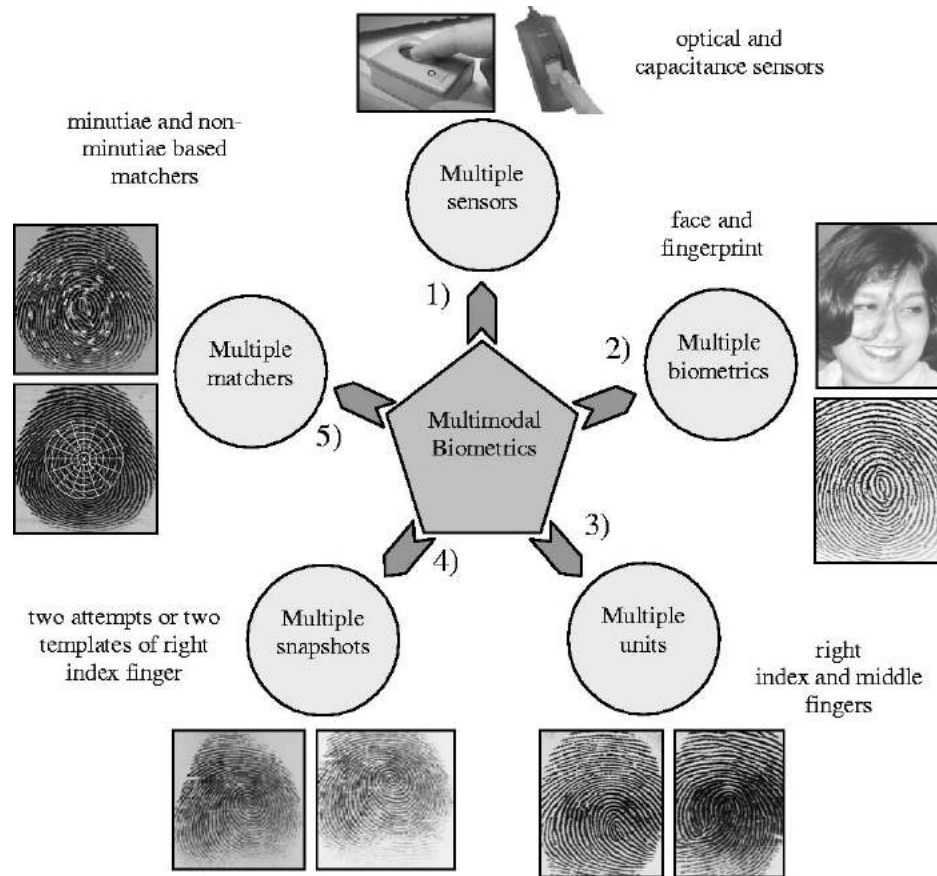 optical and
capacitance sensors
minutiae and non-
minutiae based
matchers
Multiple
sensors
face and
fingerprint
1)
2)
Multiple
biometrics
Multiple
matchers
Multimodal
Biometrics
5)
3)
4)
two attempts or two
templates of right
index finger
Multiple
snapshots
Multiple
units
right
index and middle
fingers